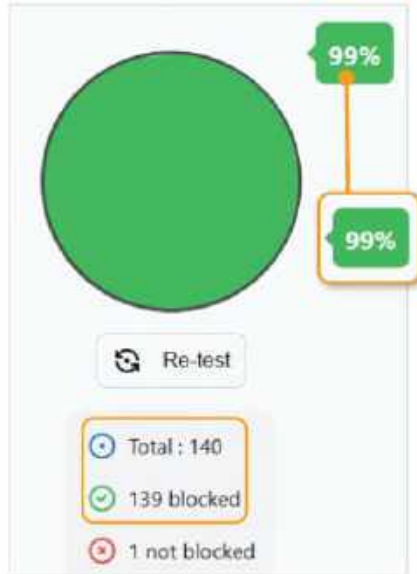 99%
99%
Re-test
Total : 140
139 blocked
1 not blocked